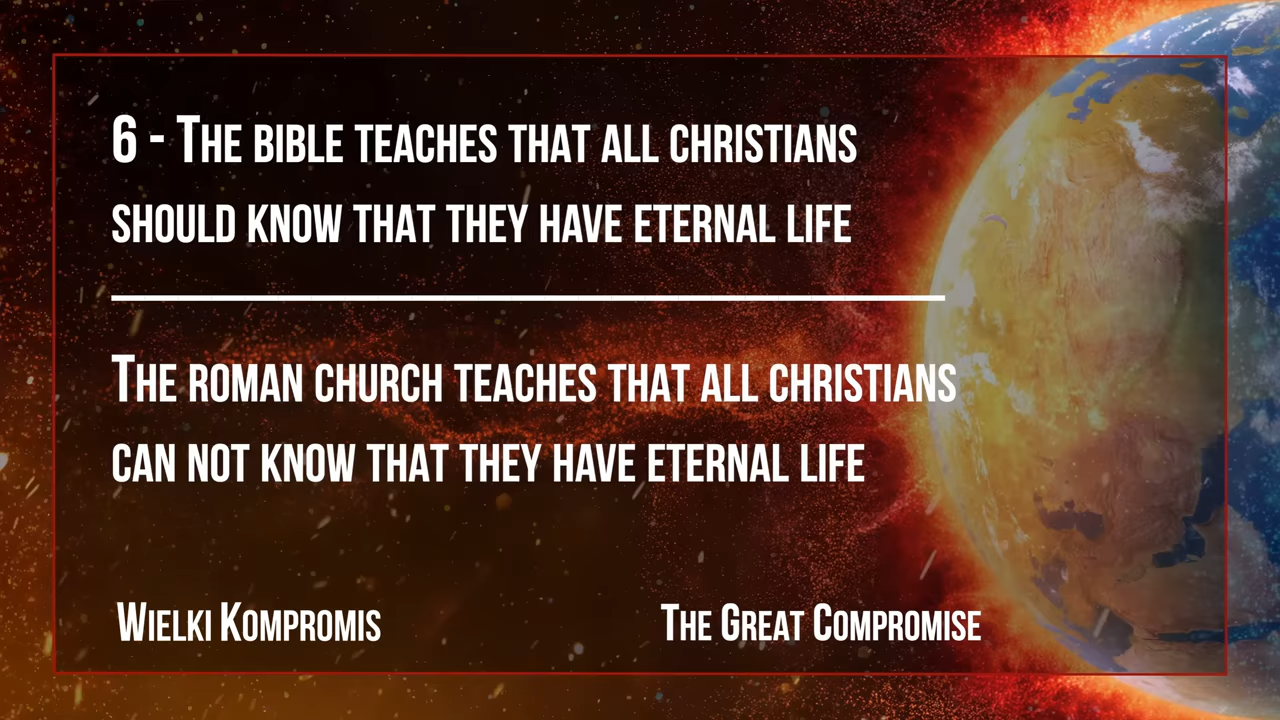 6 - The bible teaches that all christians
should know that they have eternal life
The roman church teaches that all christians
can not know that they have eternal life
Wielki Kompromis
The Great Compromise